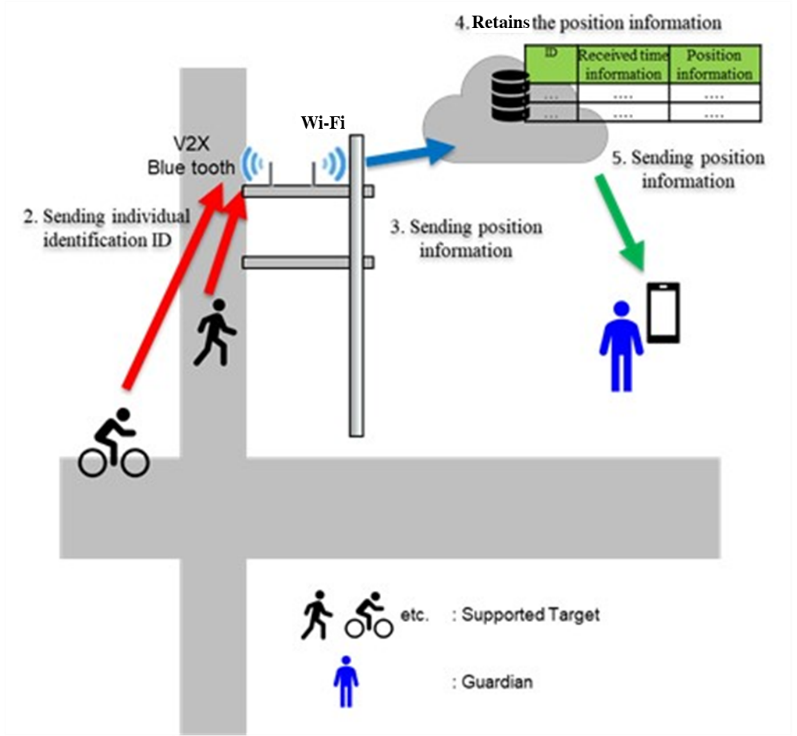 4. Retains the position information
ID Received time information Position information
... .... ....
... .... ....
Wi-Fi
V2X
Blue tooth
5. Sending position
information
2. Sending individual
identification ID
3. Sending position
information
etc. : Supported Target
: Guardian